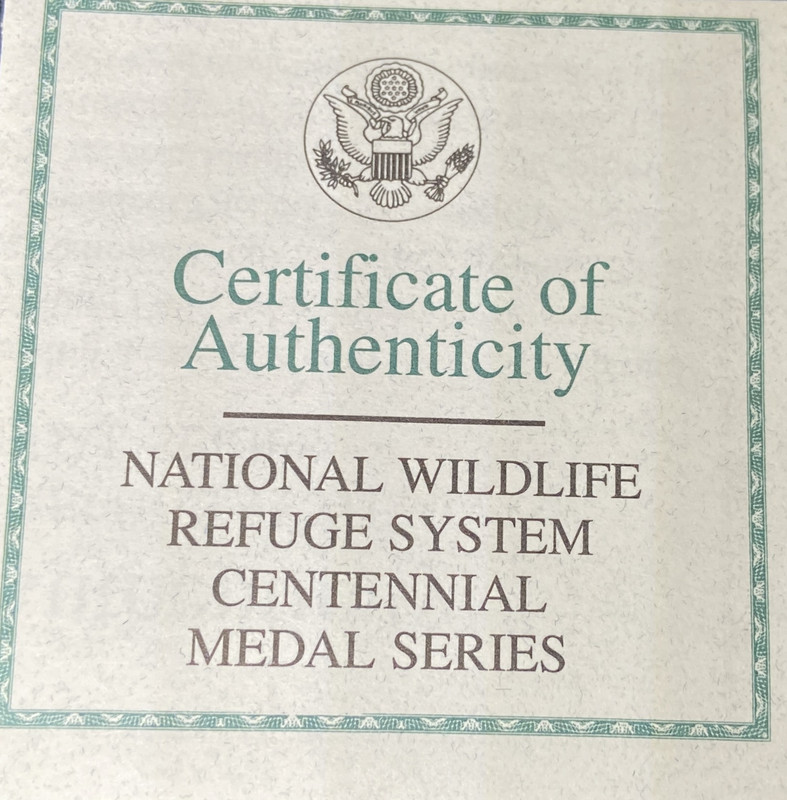 Certificate of
Authenticity
NATIONAL WILDLIFE
REFUGE SYSTEM
CENTENNIAL
MEDAL SERIES